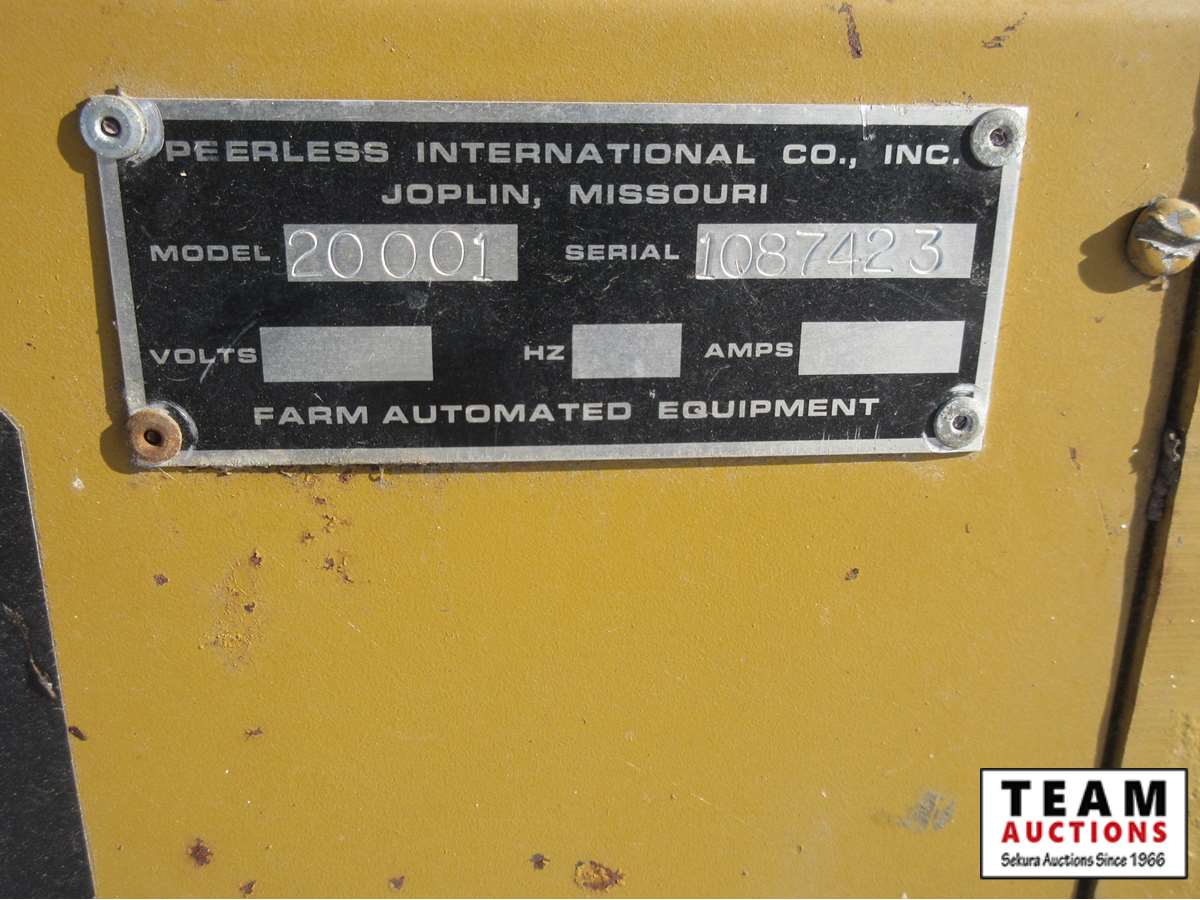 PEERLESS INTERNATIONAL CO., INC.
JOPLIN, MISSOURI
MODEL 20001 SERIAL 1087423
VOLTS HZ AMPS
FARM AUTOMATED EQUIPMENT
TEAM
AUCTIONS
Sekura Auctions Since 1966